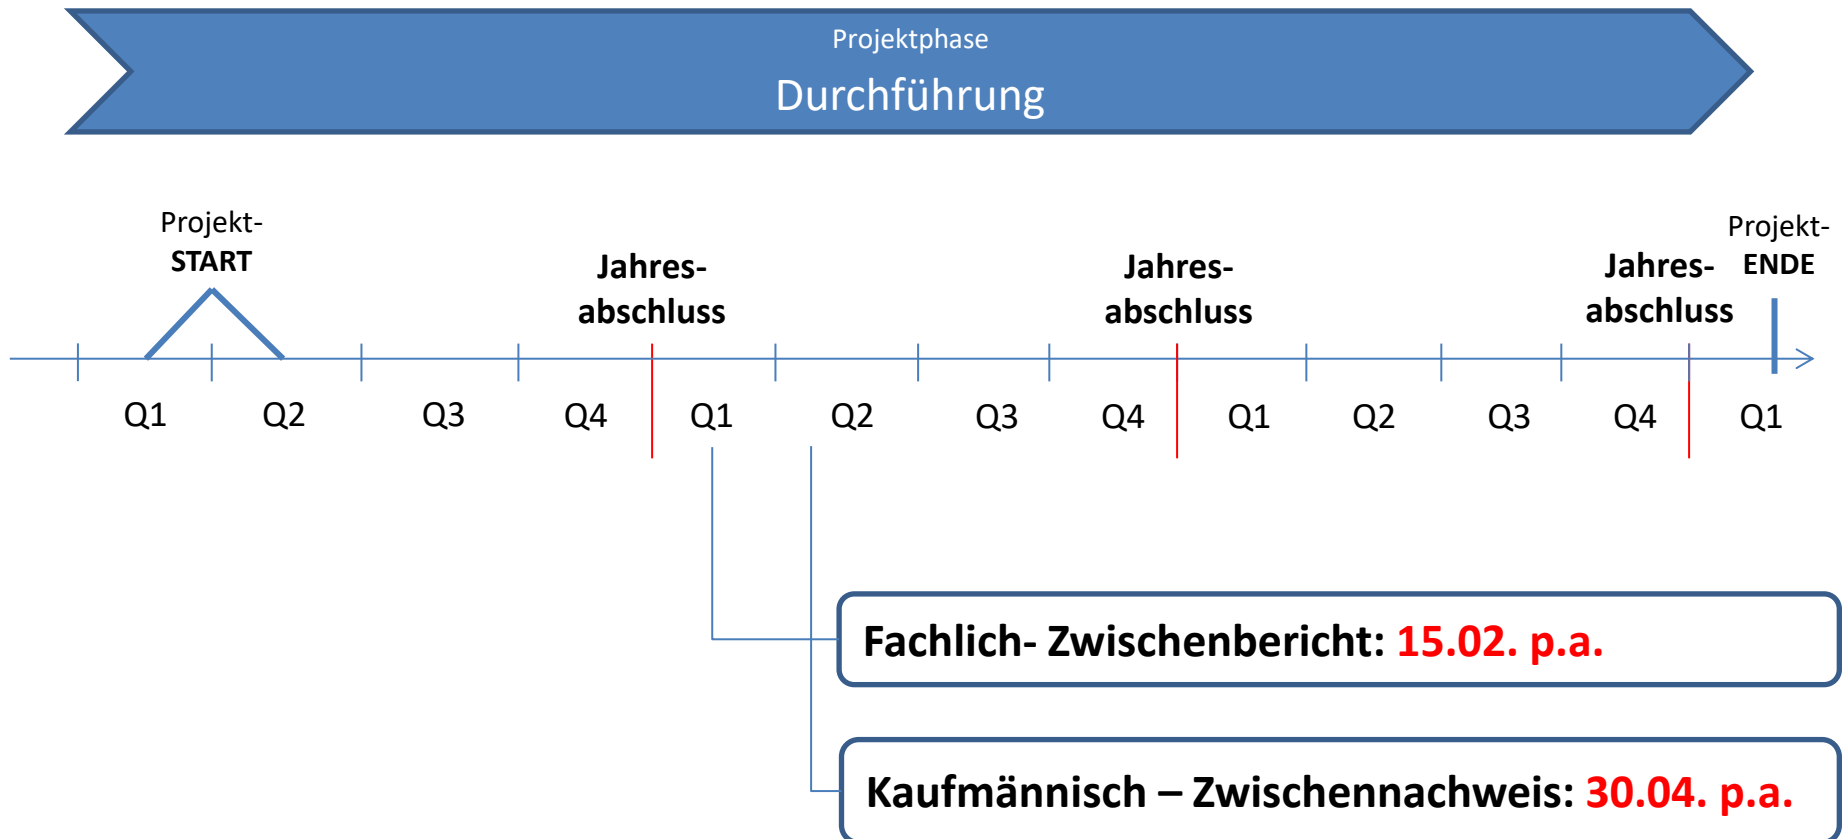 Projektphase
Durchführung
Projekt-
START
Jahres-
abschluss
Jahres-
abschluss
Jahres-
abschluss
Projekt-
ENDE
Q1 Q2 Q3 Q4 Q1 Q2 Q3 Q4 Q1 Q2 Q3 Q4 Q1
Fachlich- Zwischenbericht: 15.02. p.a.
Kaufmännisch – Zwischennachweis: 30.04. p.a.